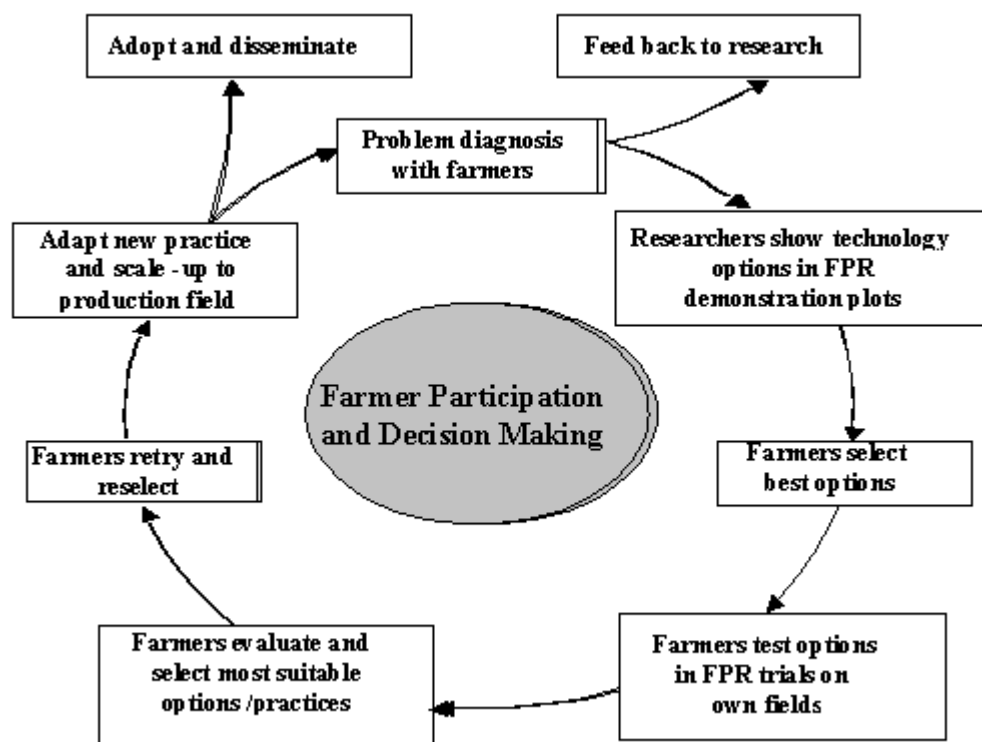 Adopt and disseminate
Feed back to research
Problem diagnosis
with farmers
Adapt new practice
and scale - up to
production field
Researchers show technology
options in FPR
demonstration plots
Farmer Participation
and Decision Making
Farmers retry and
reselect
Farmers select
best options
Farmers evaluate and
select most suitable
options /practices
Farmers test options
in FPR trials on
own fields